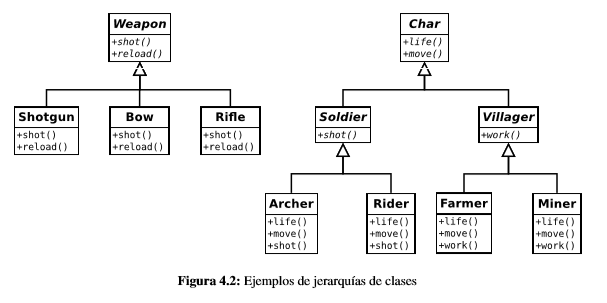 Weapon
+shot()
+reload()
Char
+life()
+move()
Shotgun
+shot()
+reload()
Bow
+shot()
+reload()
Rifle
+shot()
+reload()
Soldier
+shot()
Villager
+work()
Archer
+life()
+move()
+shot()
Rider
+life()
+move()
+shot()
Farmer
+life()
+move()
+work()
Miner
+life()
+move()
+work()
Figura 4.2: Ejemplos de jerarquías de clases